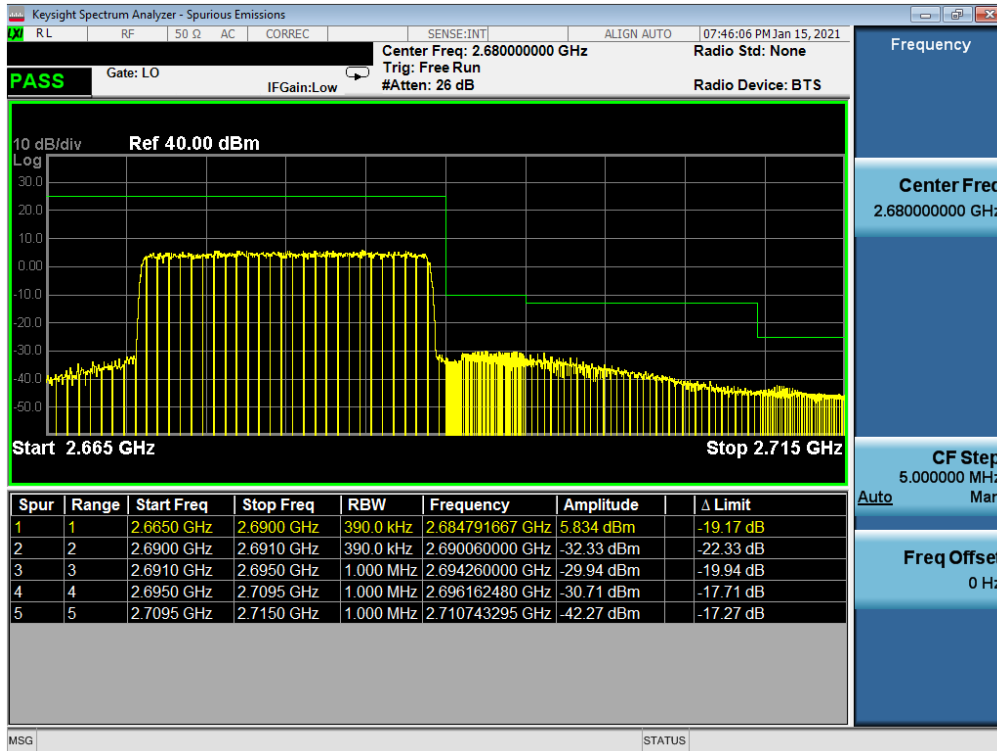 Keysight Spectrum Analyzer - Spurious Emissions
LXI RL RF 50 Ω AC CORREC SENSE:INT ALIGN AUTO 07:46:06 PM Jan 15, 2021
Center Freq: 2.680000000 GHz Radio Std: None
PASS Gate: LO Trig: Free Run
IFGain:Low #Atten: 26 dB Radio Device: BTS
10 dB/div Ref 40.00 dBm
Log
30.0
20.0
10.0
0.00
-10.0
-20.0
-30.0
-40.0
-50.0
Start 2.665 GHz Stop 2.715 GHz
Spur Range Start Freq Stop Freq RBW Frequency Amplitude Δ Limit
1 1 2.6650 GHz 2.6900 GHz 390.0 kHz 2.684791667 GHz 5.834 dBm -19.17 dB
2 2 2.6900 GHz 2.6910 GHz 390.0 kHz 2.690060000 GHz -32.33 dBm -22.33 dB
3 3 2.6910 GHz 2.6950 GHz 1.000 MHz 2.694260000 GHz -29.94 dBm -19.94 dB
4 4 2.6950 GHz 2.7095 GHz 1.000 MHz 2.696162480 GHz -30.71 dBm -17.71 dB
5 5 2.7095 GHz 2.7150 GHz 1.000 MHz 2.710743295 GHz -42.27 dBm -17.27 dB
Frequency
Center Freq
2.680000000 GHz
CF Step
5.000000 MHz
Auto Man
Freq Offset
0 Hz
MSG STATUS